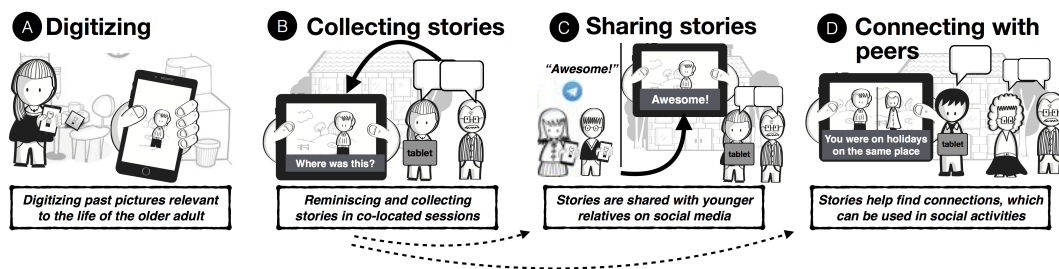 A Digitizing
Digitizing past pictures relevant
to the life of the older adult
B Collecting stories
Where was this?
tablet
Reminiscing and collecting
stories in co-located sessions
C Sharing stories
"Awesome!"
Awesome!
tablet
Stories are shared with younger
relatives on social media
D Connecting with
peers
You were on holidays
on the same place
tablet
Stories help find connections, which
can be used in social activities